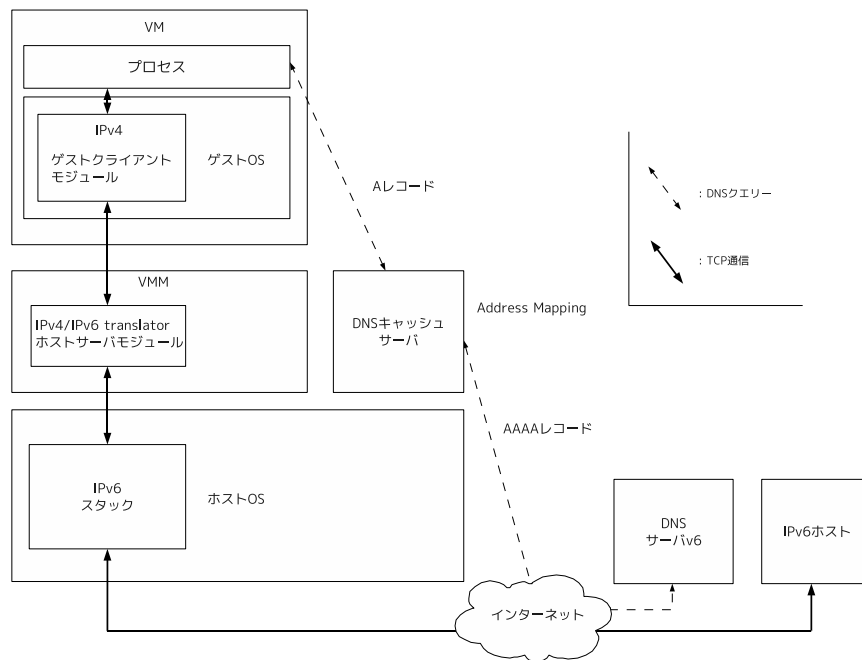 VM
プロセス
IPv4
ゲストクライアント
モジュール
ゲストOS
Aレコード
: DNSクエリー
: TCP通信
VMM
IPv4/IPv6 translator
ホストサーバモジュール
DNSキャッシュ
サーバ
Address Mapping
AAAAレコード
IPv6
スタック
ホストOS
DNS
サーバv6
IPv6ホスト
インターネット